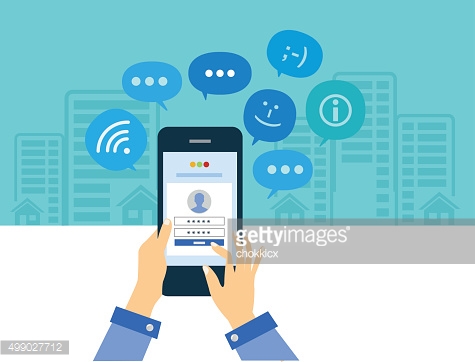 ;-)
i
*****
*****
gettyimages®
chokkicx
499027712